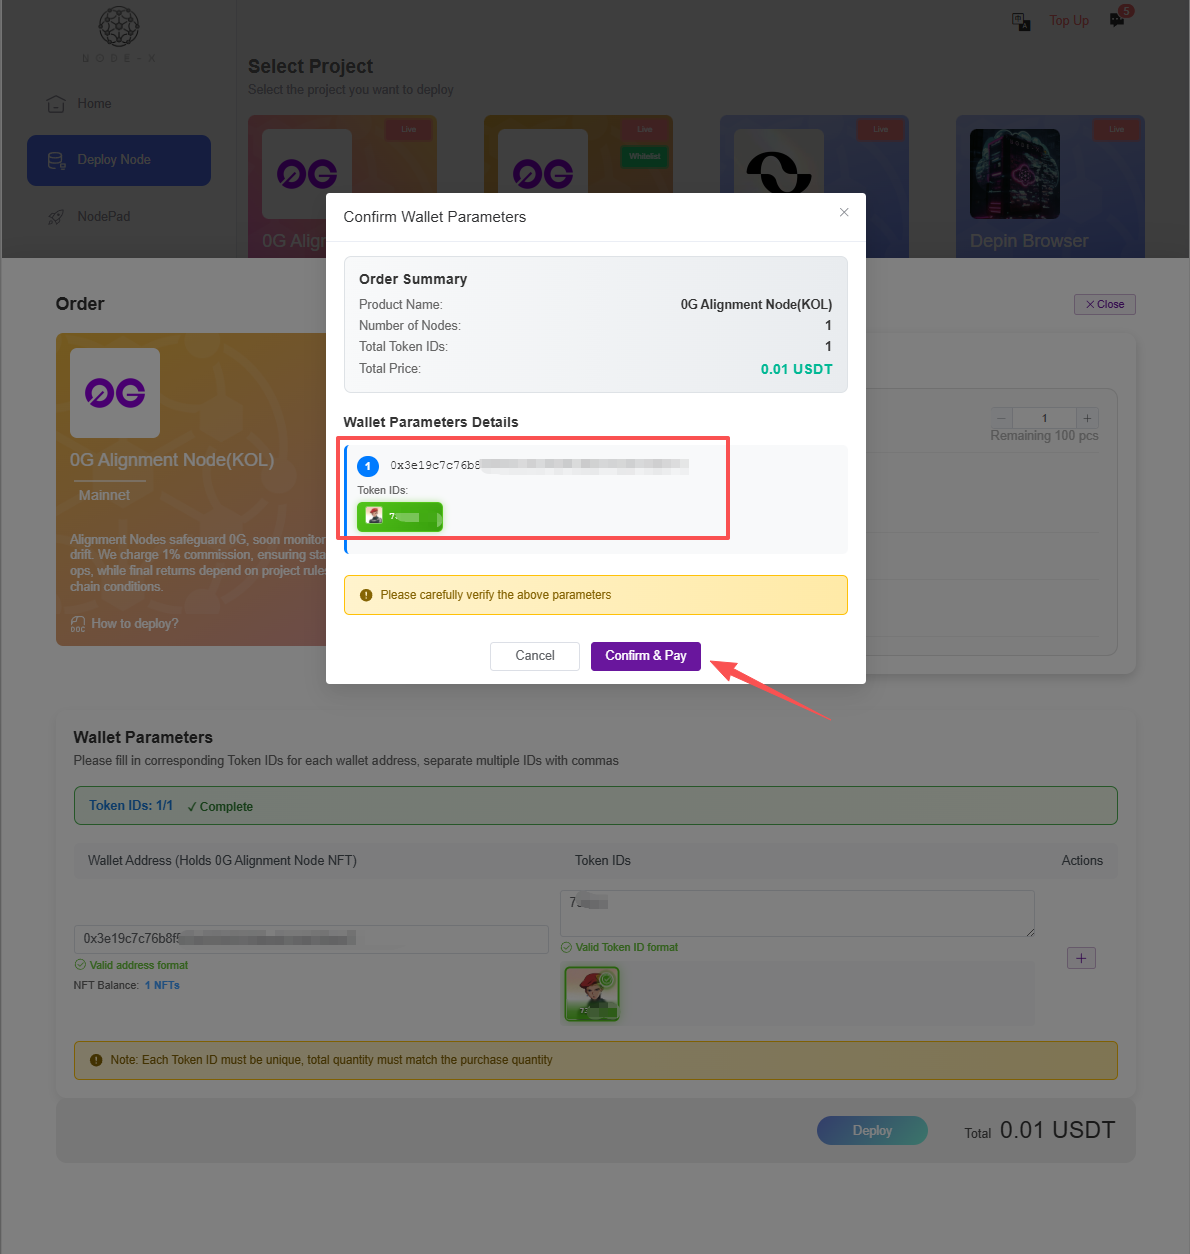 NODE-X
Top Up
5
Home
Deploy Node
NodePad
Select Project
Select the project you want to deploy
Live
Live
Whitelist
Live
Live
0G
0G
0G Align
Depin Browser
Confirm Wallet Parameters
Order Summary
Product Name: 0G Alignment Node(KOL)
Number of Nodes: 1
Total Token IDs: 1
Total Price: 0.01 USDT
Wallet Parameters Details
1 0x3e19c7c76b8
Token IDs:
7
Please carefully verify the above parameters
Cancel
Confirm & Pay
Order
Close
0G
0G Alignment Node(KOL)
Mainnet
Alignment Nodes safeguard 0G, soon monitor
drift. We charge 1% commission, ensuring sta
ops, while final returns depend on project rules
chain conditions.
DOC
How to deploy?
− 1 +
Remaining 100 pcs
Wallet Parameters
Please fill in corresponding Token IDs for each wallet address, separate multiple IDs with commas
Token IDs: 1/1 ✓ Complete
Wallet Address (Holds 0G Alignment Node NFT) Token IDs Actions
0x3e19c7c76b8f
Valid address format
NFT Balance: 1 NFTs
7
Valid Token ID format
+
Note: Each Token ID must be unique, total quantity must match the purchase quantity
Deploy
Total 0.01 USDT